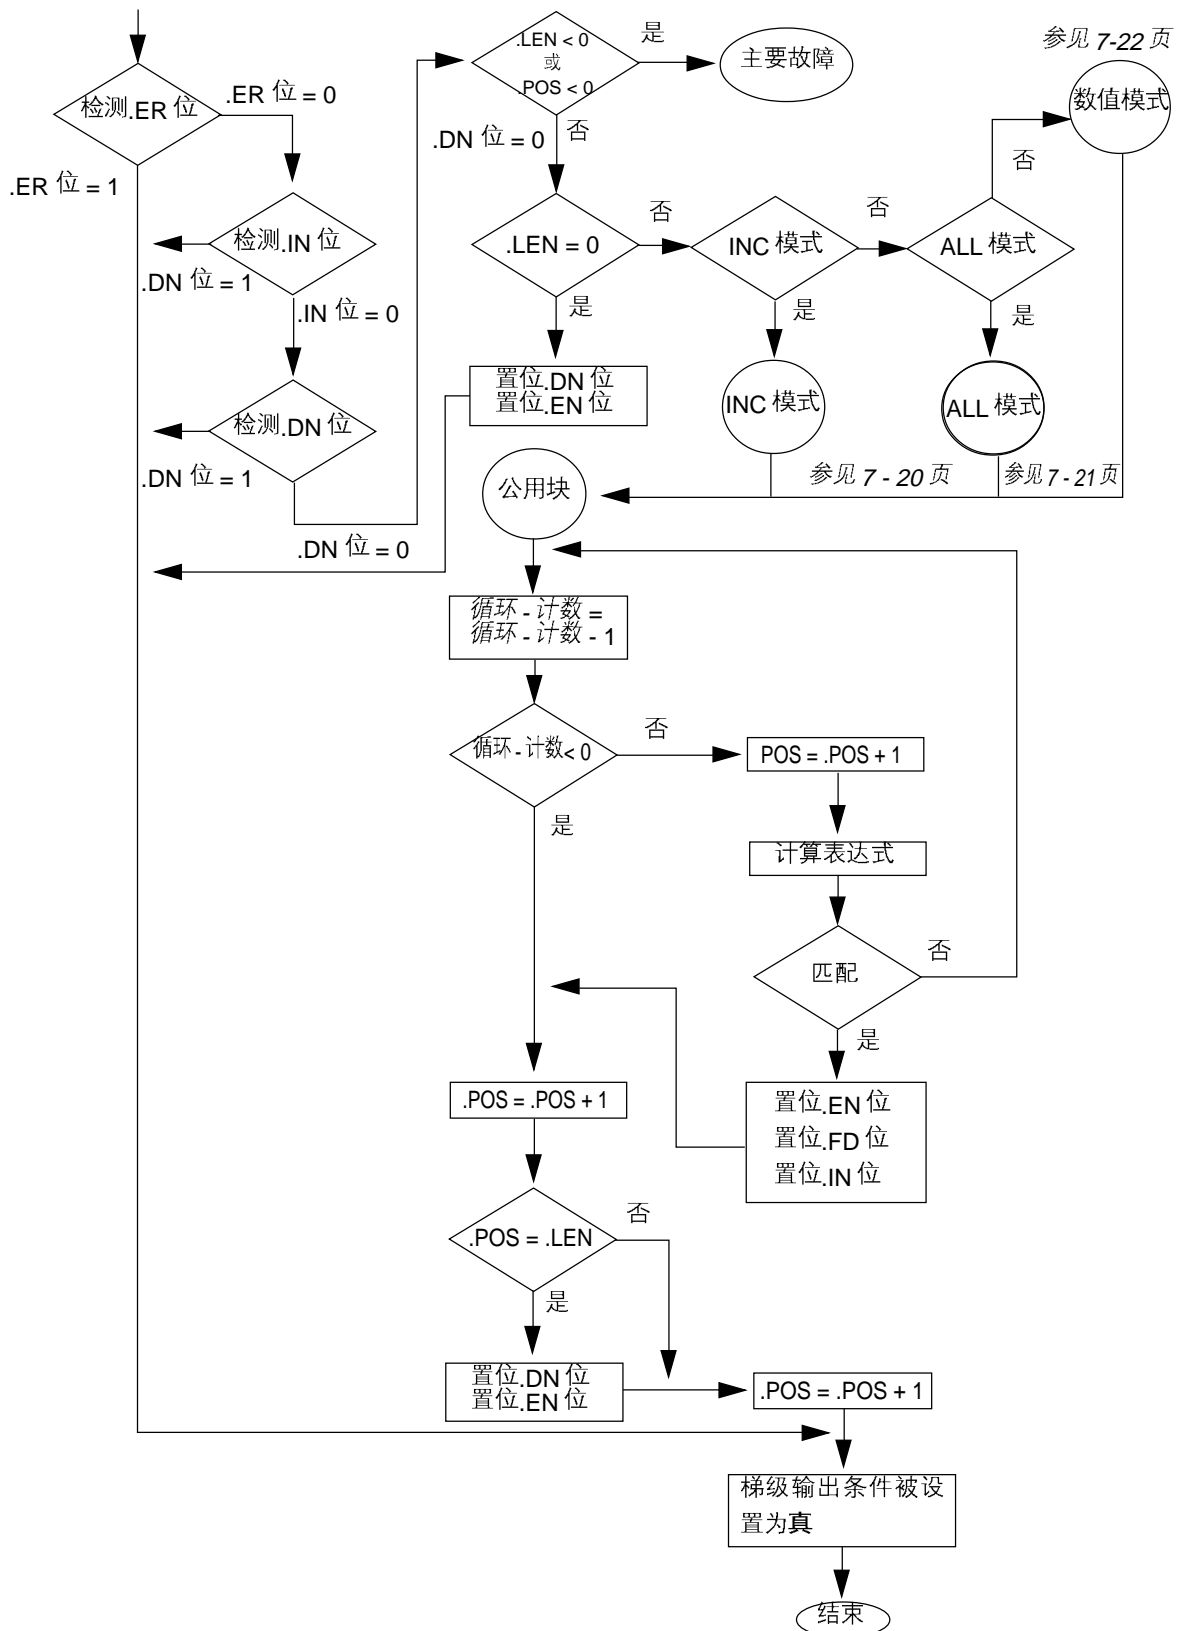 检测.ER 位
.ER 位 = 0
.ER 位 = 1
检测.IN 位
.DN 位 = 1
.IN 位 = 0
检测.DN 位
.DN 位 = 1
.DN 位 = 0
.LEN < 0
或
.POS < 0
是
主要故障
.DN 位 = 0
否
.LEN = 0
否
INC 模式
否
ALL 模式
否
参见 7-22 页
数值模式
是
置位.DN 位
置位.EN 位
是
INC 模式
是
ALL 模式
参见 7 - 20 页
参见 7 - 21 页
公用块
循环 - 计数 =
循环 - 计数 - 1
循环 - 计数< 0
否
POS = .POS + 1
是
计算表达式
匹配
否
是
置位.EN 位
置位.FD 位
置位.IN 位
.POS = .POS + 1
.POS = .LEN
否
是
置位.DN 位
置位.EN 位
.POS = .POS + 1
梯级输出条件被设
置为真
结束